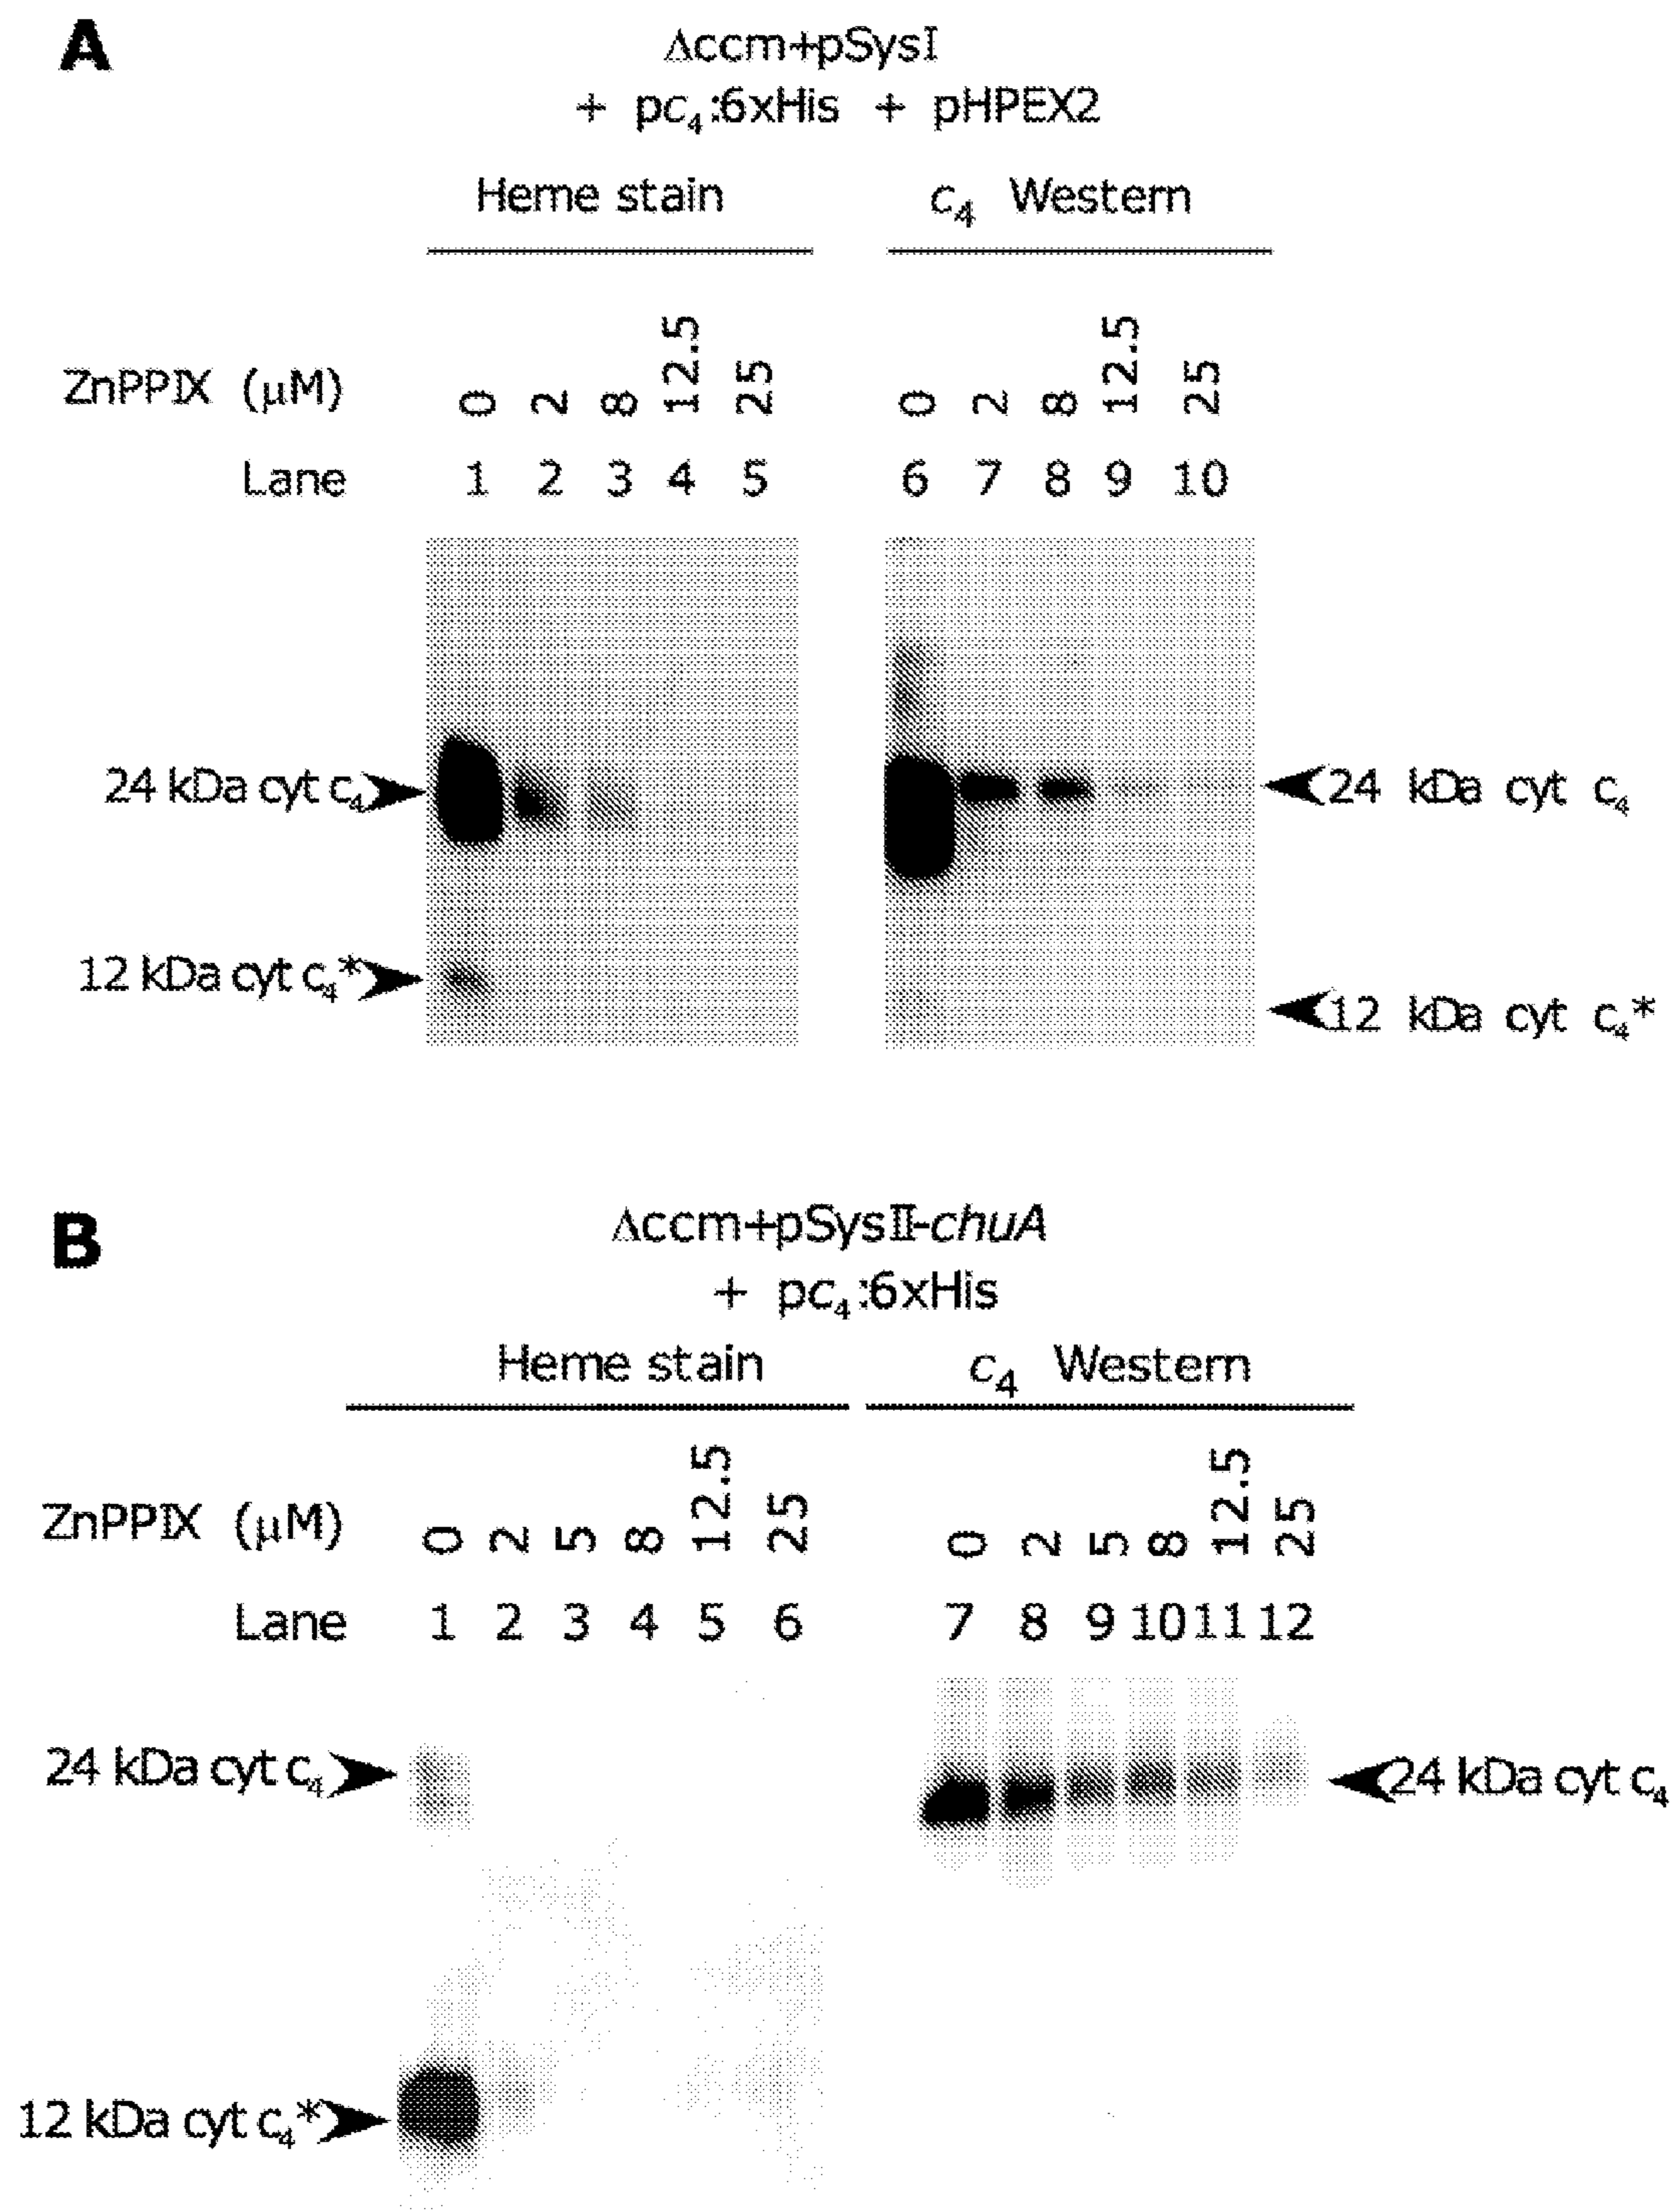 A
Δccm+pSysI
+ pc₄:6xHis + pHPEX2
Heme stain
c₄ Western
ZnPPIX (μM) 0 2 8 12.5 25 0 2 8 12.5 25
Lane 1 2 3 4 5 6 7 8 9 10
24 kDa cyt c₄
24 kDa cyt c₄
12 kDa cyt c₄*
12 kDa cyt c₄*
B
Δccm+pSysII-chuA
+ pc₄:6xHis
Heme stain
c₄ Western
ZnPPIX (μM) 0 2 5 8 12.5 25 0 2 5 8 12.5 25
Lane 1 2 3 4 5 6 7 8 9 10 11 12
24 kDa cyt c₄
24 kDa cyt c₄
12 kDa cyt c₄*